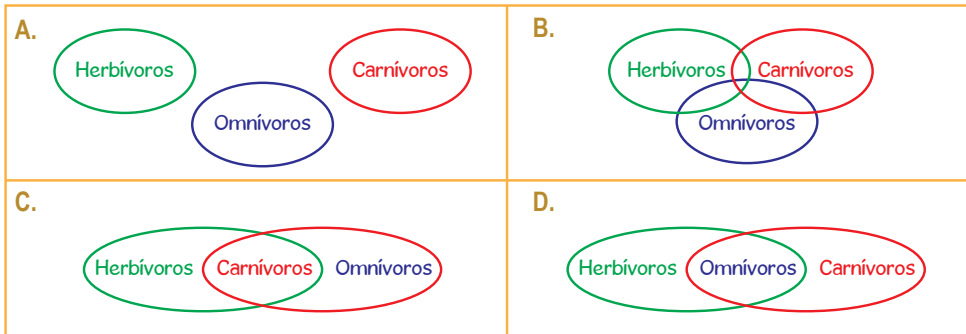 A.
Herbívoros
Carnívoros
Omnívoros
B.
Herbívoros
Carnívoros
Omnívoros
C.
Herbívoros Carnívoros Omnívoros
D.
Herbívoros Omnívoros Carnívoros